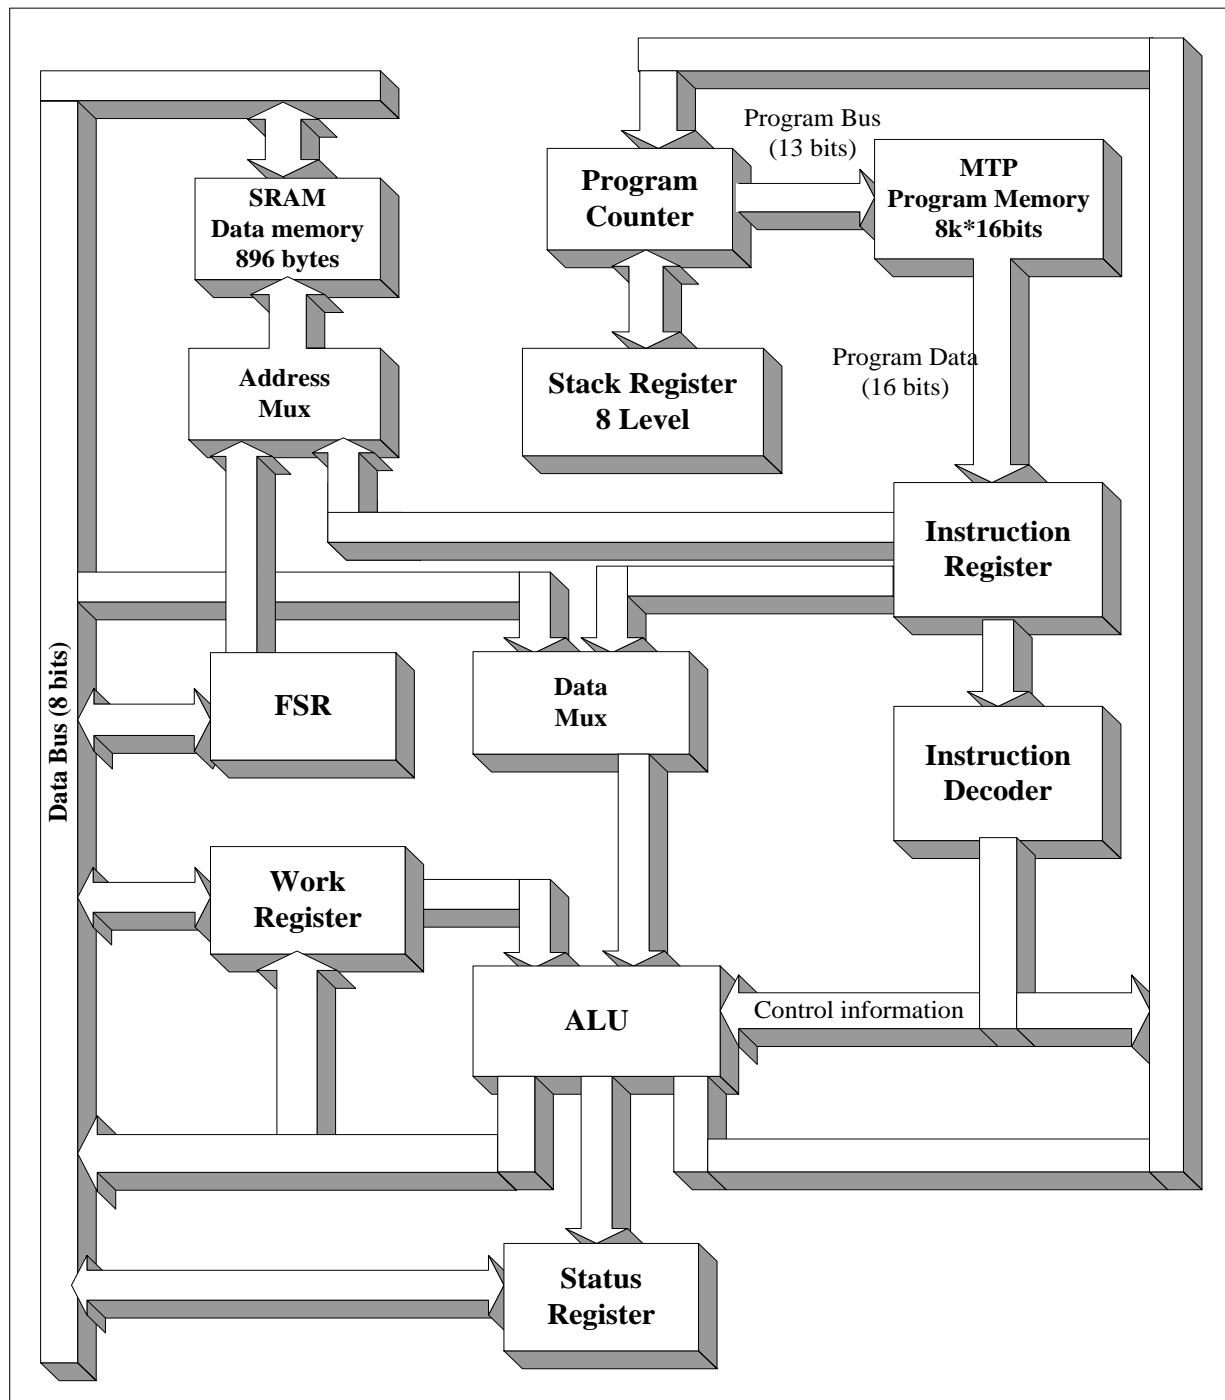 Program Bus
(13 bits)
SRAM
Data memory
896 bytes
Program
Counter
MTP
Program Memory
8k*16bits
Address
Mux
Stack Register
8 Level
Program Data
(16 bits)
Instruction
Register
Data Bus (8 bits)
FSR
Data
Mux
Instruction
Decoder
Work
Register
ALU
Control information
Status
Register